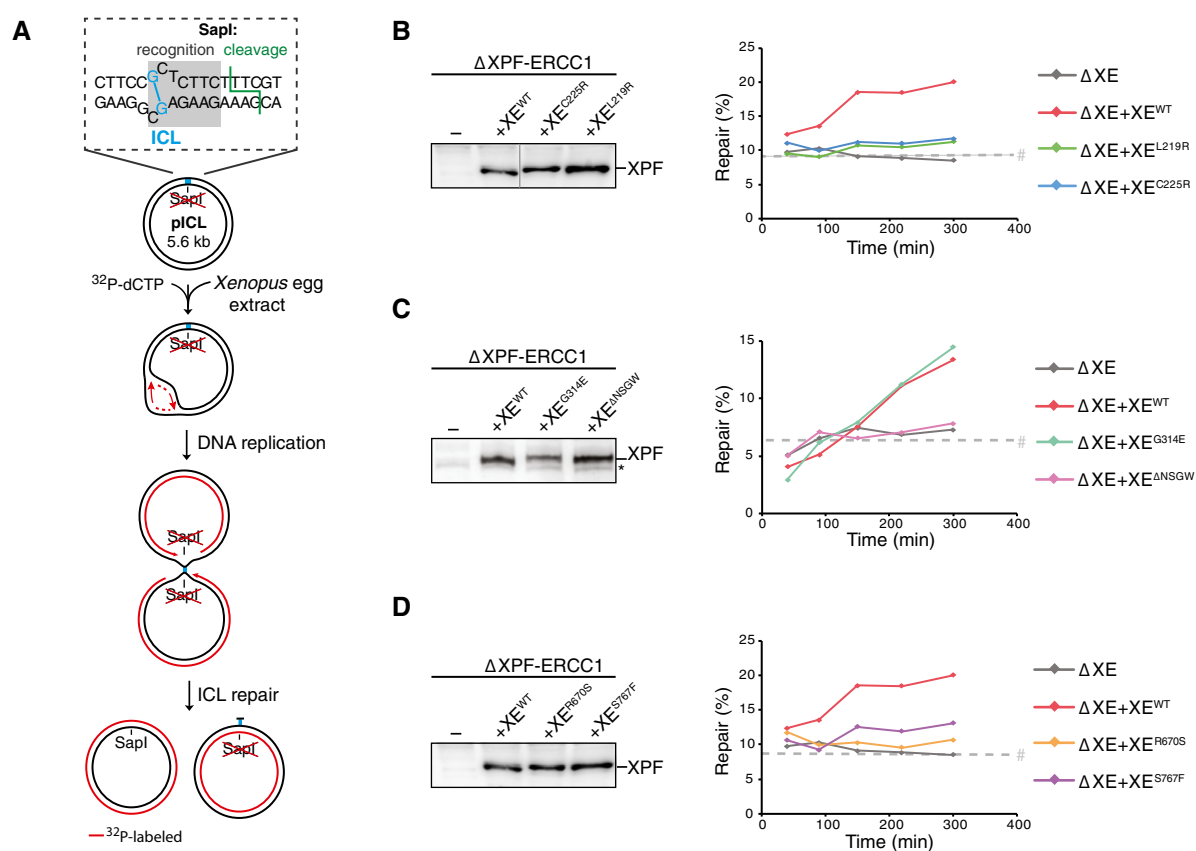 A
SapI:
recognition cleavage
CTTCC G C T CTTCT TTCGT
GAAGG C G AGAAGAAAGCA
ICL
SapI
pICL
5.6 kb
32P-dCTP
Xenopus egg
extract
SapI
DNA replication
SapI
SapI
ICL repair
SapI
SapI
32P-labeled
B
ΔXPF-ERCC1
–
+XEWT
+XEC225R
+XEL219R
XPF
Repair (%)
25
20
15
10
5
0
0 100 200 300 400
Time (min)
#
ΔXE
ΔXE+XEWT
ΔXE+XEL219R
ΔXE+XEC225R
C
ΔXPF-ERCC1
–
+XEWT
+XEG314E
+XEΔNSGW
XPF
*
Repair (%)
15
10
5
0
0 100 200 300 400
Time (min)
#
ΔXE
ΔXE+XEWT
ΔXE+XEG314E
ΔXE+XEΔNSGW
D
ΔXPF-ERCC1
–
+XEWT
+XER670S
+XES767F
XPF
Repair (%)
25
20
15
10
5
0
0 100 200 300 400
Time (min)
#
ΔXE
ΔXE+XEWT
ΔXE+XER670S
ΔXE+XES767F